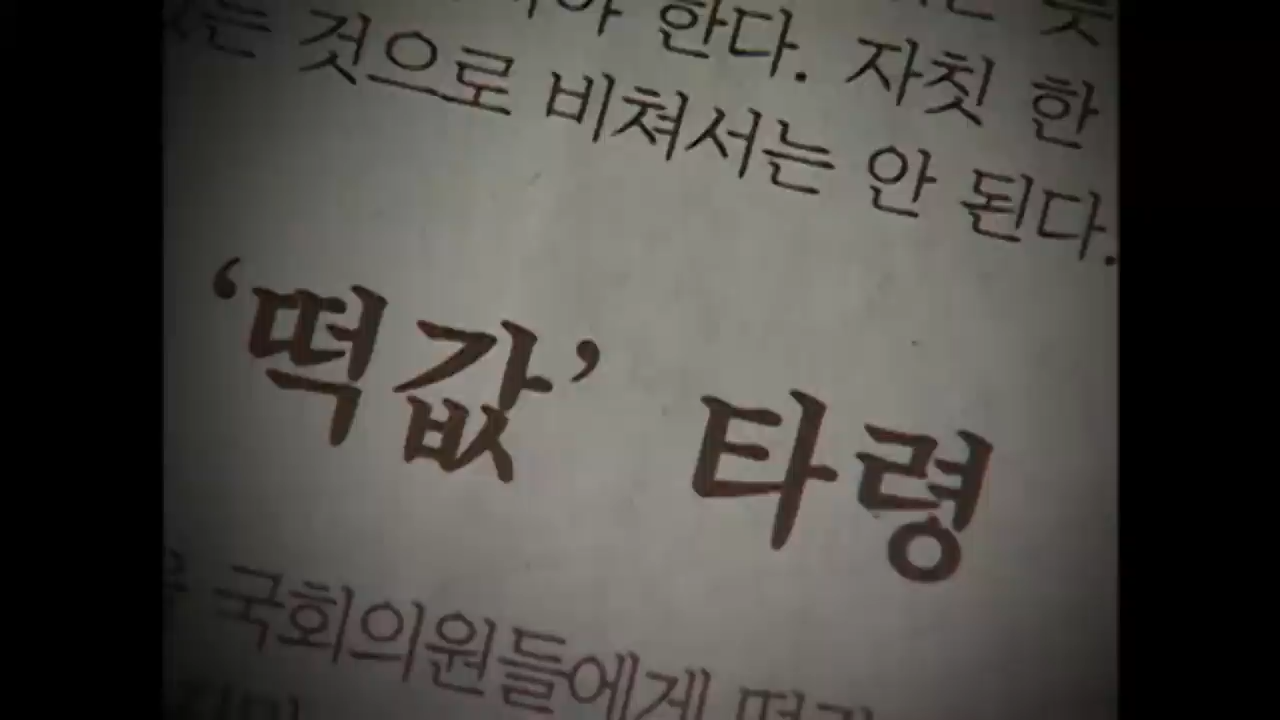 한다. 자칫 한
것으로 비쳐서는 안 된다.
‘떡값’ 타령
국회의원들에게